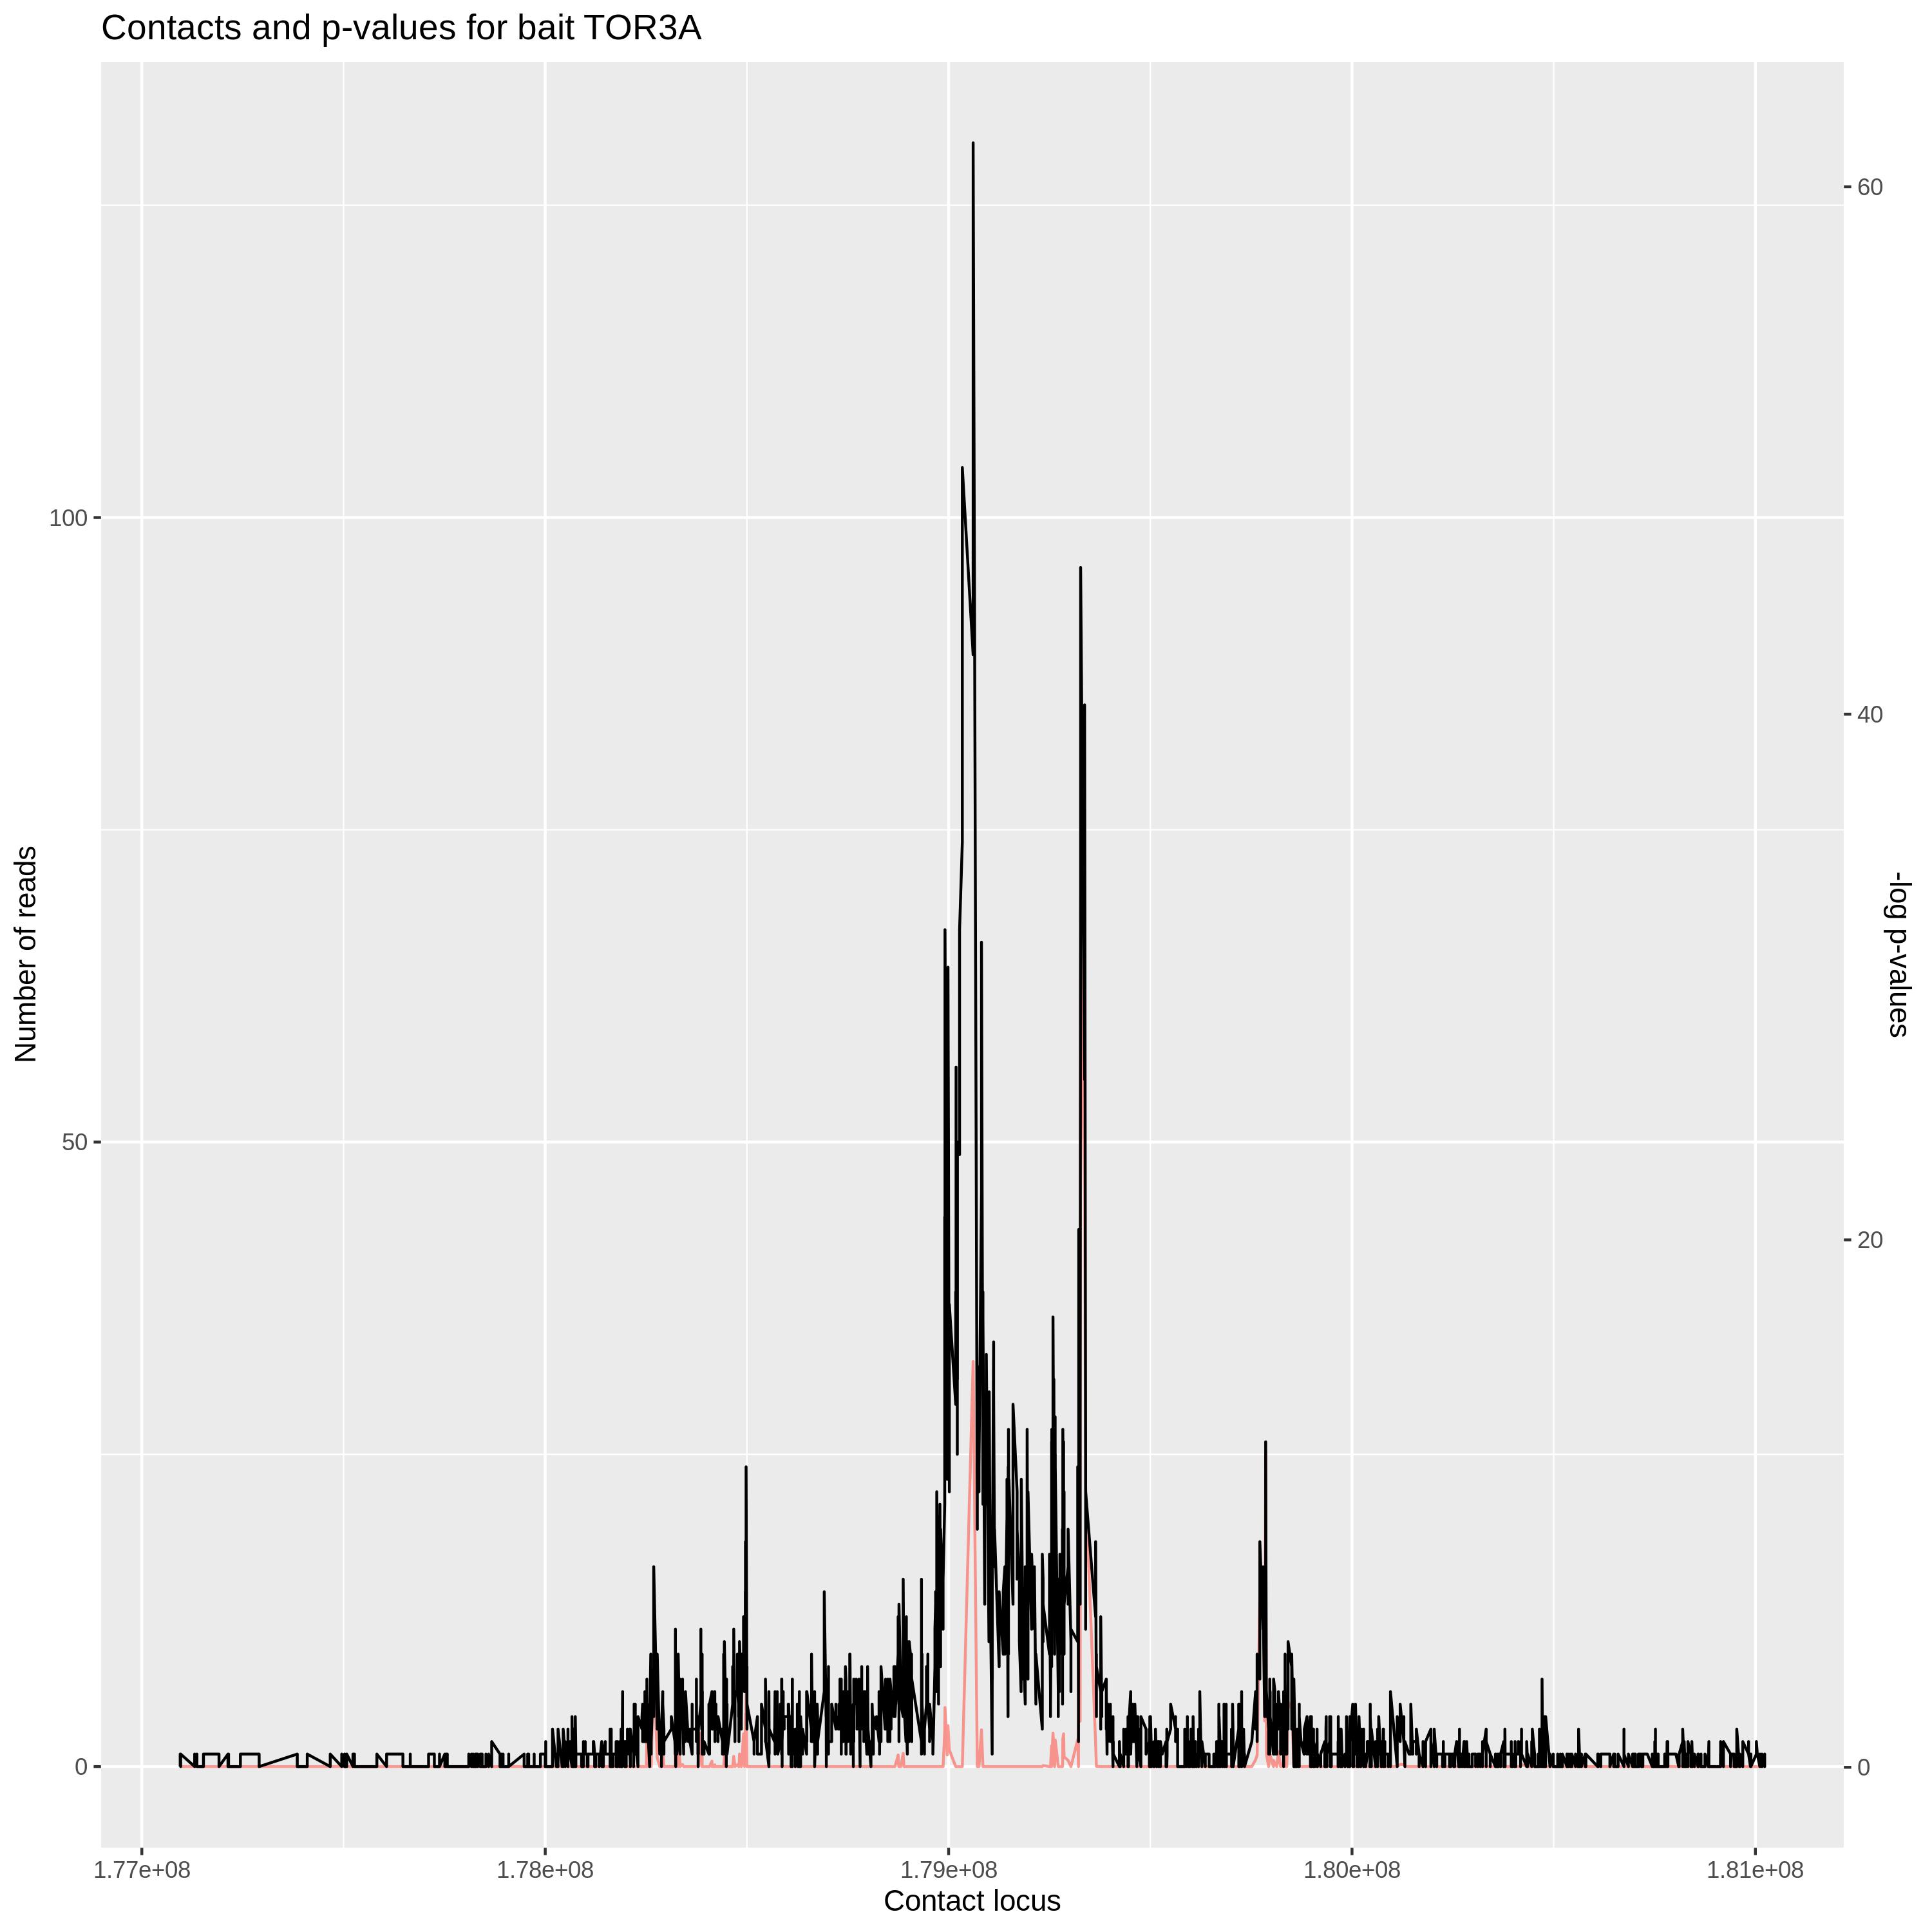 Contacts and p-values for bait TOR3A
Number of reads
100
50
0
60
40
20
0
-log p-values
1.77e+08
1.78e+08
1.79e+08
1.80e+08
1.81e+08
Contact locus